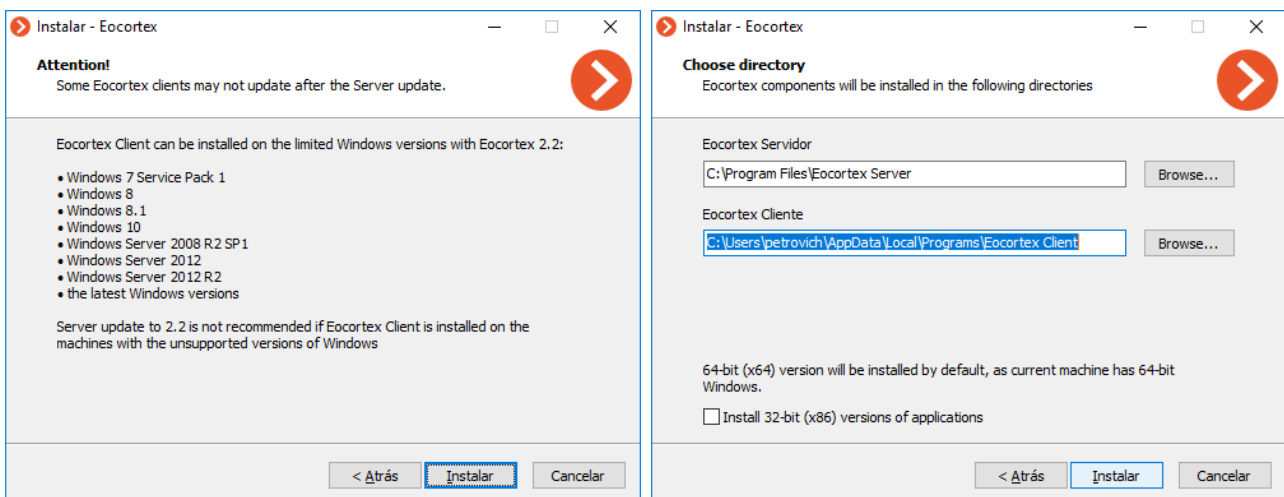 Instalar - Eocortex
Attention!
Some Eocortex clients may not update after the Server update.
Eocortex Client can be installed on the limited Windows versions with Eocortex 2.2:
• Windows 7 Service Pack 1
• Windows 8
• Windows 8.1
• Windows 10
• Windows Server 2008 R2 SP1
• Windows Server 2012
• Windows Server 2012 R2
• the latest Windows versions
Server update to 2.2 is not recommended if Eocortex Client is installed on the
machines with the unsupported versions of Windows
< Atrás
Instalar
Cancelar
Instalar - Eocortex
Choose directory
Eocortex components will be installed in the following directories
Eocortex Servidor
C:\Program Files\Eocortex Server
Browse...
Eocortex Cliente
C:\Users\petrovich\AppData\Local\Programs\Eocortex Client
Browse...
64-bit (x64) version will be installed by default, as current machine has 64-bit
Windows.
Install 32-bit (x86) versions of applications
< Atrás
Instalar
Cancelar